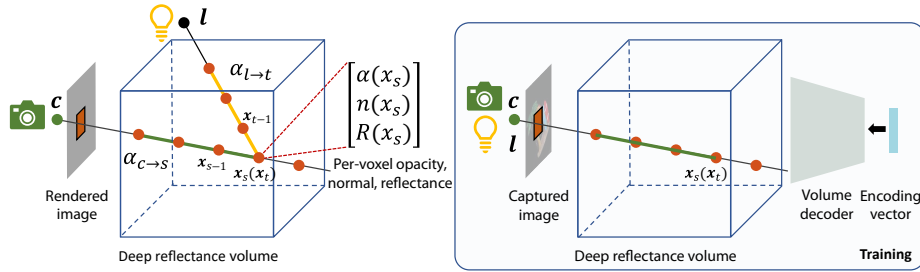 l
α_{l→t}
x_{t−1}
[α(x_s)
n(x_s)
R(x_s)]
c
α_{c→s}
x_{s−1}
x_s(x_t)
Per-voxel opacity,
normal, reflectance
Rendered
image
Deep reflectance volume
c
l
x_s(x_t)
Captured
image
Volume
decoder
Encoding
vector
Deep reflectance volume
Training